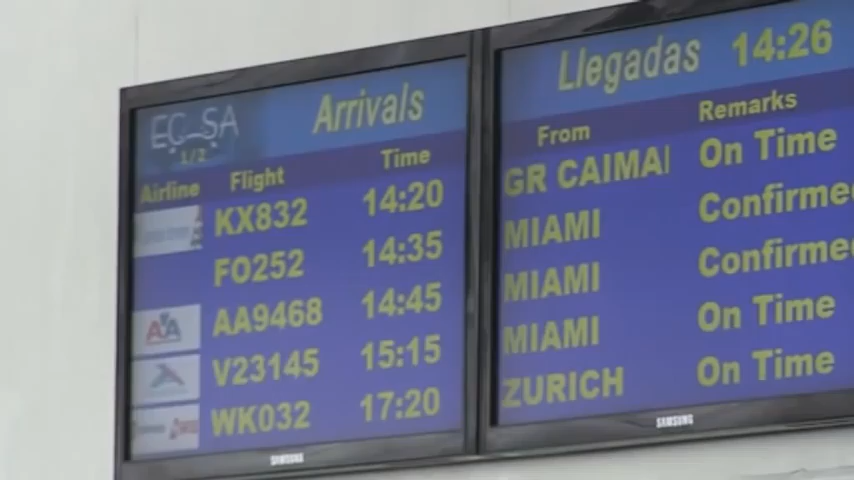 EC SA
1/2
Arrivals
Llegadas 14:26
Airline Flight Time From Remarks
KX832 14:20 GR CAIMAN On Time
FO252 14:35 MIAMI Confirmed
AA9468 14:45 MIAMI Confirmed
V23145 15:15 MIAMI On Time
WK032 17:20 ZURICH On Time
SAMSUNG SAMSUNG